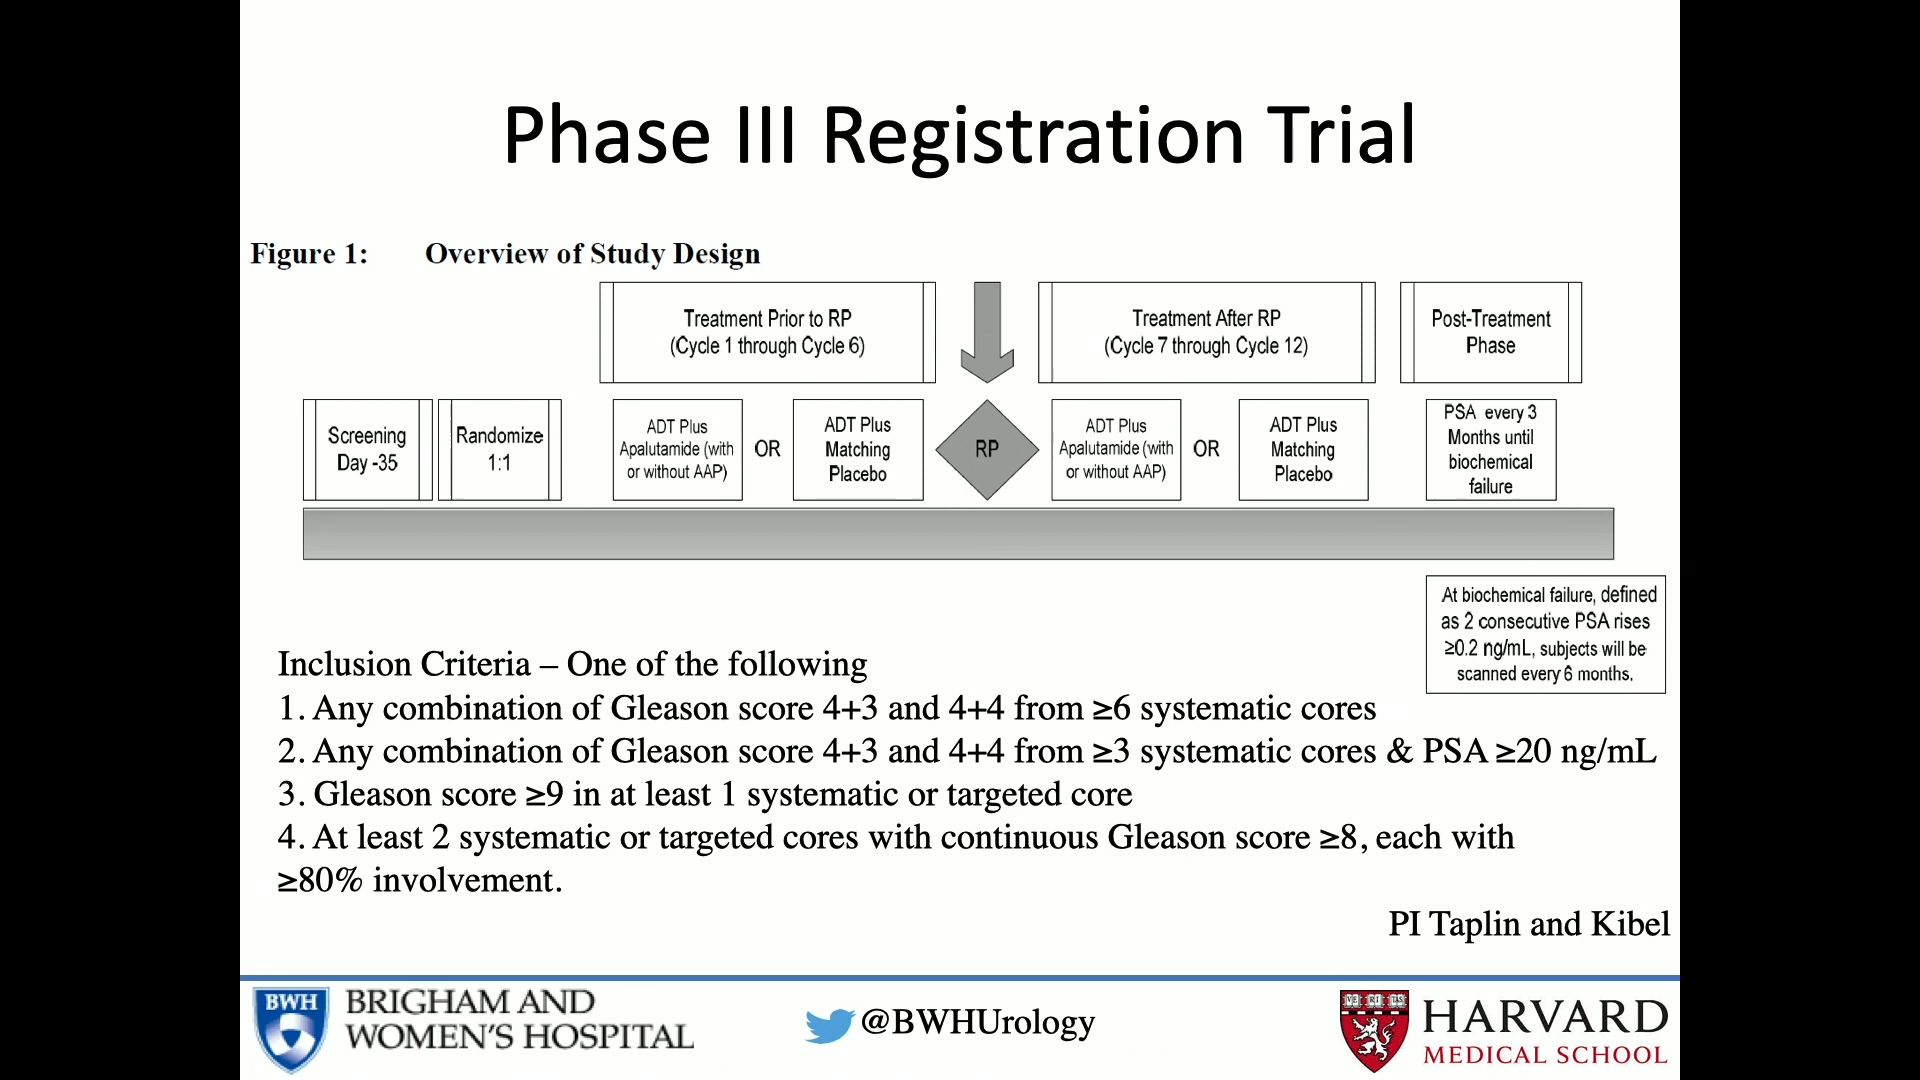 Phase III Registration Trial
Figure 1: Overview of Study Design
Treatment Prior to RP
(Cycle 1 through Cycle 6)
Treatment After RP
(Cycle 7 through Cycle 12)
Post-Treatment
Phase
Screening
Day -35
Randomize
1:1
ADT Plus
Apalutamide (with
or without AAP)
OR
ADT Plus
Matching
Placebo
RP
ADT Plus
Apalutamide (with
or without AAP)
OR
ADT Plus
Matching
Placebo
PSA every 3
Months until
biochemical
failure
At biochemical failure, defined
as 2 consecutive PSA rises
≥0.2 ng/mL, subjects will be
scanned every 6 months.
Inclusion Criteria – One of the following
1. Any combination of Gleason score 4+3 and 4+4 from ≥6 systematic cores
2. Any combination of Gleason score 4+3 and 4+4 from ≥3 systematic cores & PSA ≥20 ng/mL
3. Gleason score ≥9 in at least 1 systematic or targeted core
4. At least 2 systematic or targeted cores with continuous Gleason score ≥8, each with
≥80% involvement.
PI Taplin and Kibel
BWH
BRIGHAM AND
WOMEN'S HOSPITAL
@BWHUrology
VE RI TAS
HARVARD
MEDICAL SCHOOL